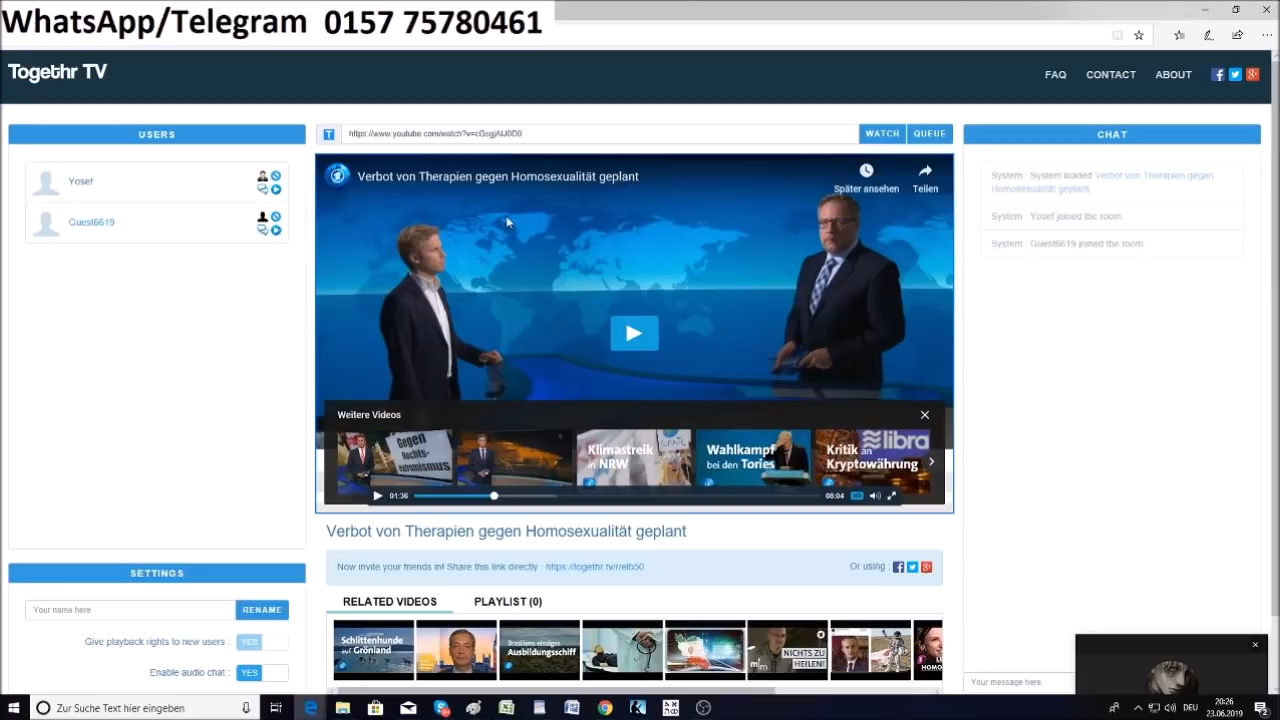 WhatsApp/Telegram 0157 75780461
Togethr TV
FAQ CONTACT ABOUT
USERS
Yosef
Guest6619
https://www.youtube.com/watch?v=cGsgjAlJ0D0
WATCH QUEUE
Verbot von Therapien gegen Homosexualität geplant
Später ansehen Teilen
Weitere Videos
Gegen
Rechts-
extremismus
Klimastreik
in NRW
Wahlkampf
bei den Tories
libra
Kritik an
Kryptowährung
01:36 08:04
Verbot von Therapien gegen Homosexualität geplant
Now invite your friends in! Share this link directly : https://togethr.tv/r/elb50
Or using :
RELATED VIDEOS PLAYLIST (0)
Schlittenhunde
auf Grönland
Brasiliens einziges
Ausbildungsschiff
NICHTS ZU
HEILEN!
CHAT
System : System loaded Verbot von Therapien gegen
Homosexualität geplant.
System : Yosef joined the room.
System : Guest6619 joined the room
Your message here
SETTINGS
Your name here RENAME
Give playback rights to new users : YES
Enable audio chat : YES
Zur Suche Text hier eingeben
DEU
20:26
23.06.2019